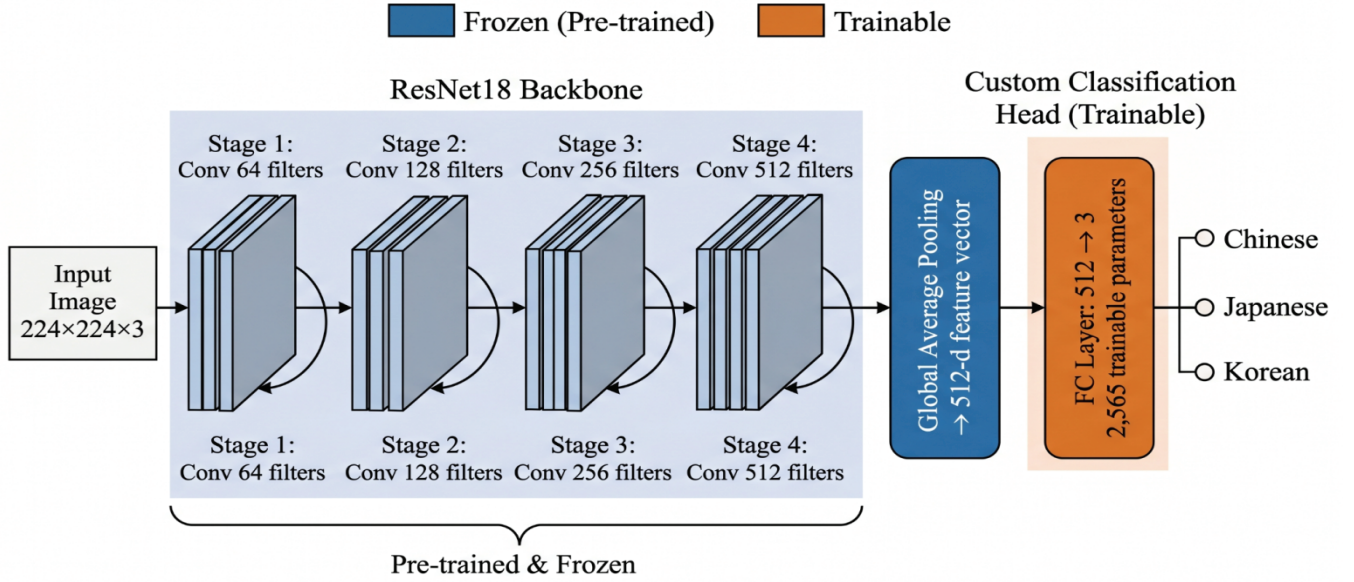 Frozen (Pre-trained)
Trainable
ResNet18 Backbone
Custom Classification
Head (Trainable)
Stage 1:
Conv 64 filters
Stage 2:
Conv 128 filters
Stage 3:
Conv 256 filters
Stage 4:
Conv 512 filters
Input
Image
224×224×3
Global Average Pooling
→ 512-d feature vector
FC Layer: 512 → 3
2,565 trainable parameters
Chinese
Japanese
Korean
Stage 1:
Conv 64 filters
Stage 2:
Conv 128 filters
Stage 3:
Conv 256 filters
Stage 4:
Conv 512 filters
Pre-trained & Frozen